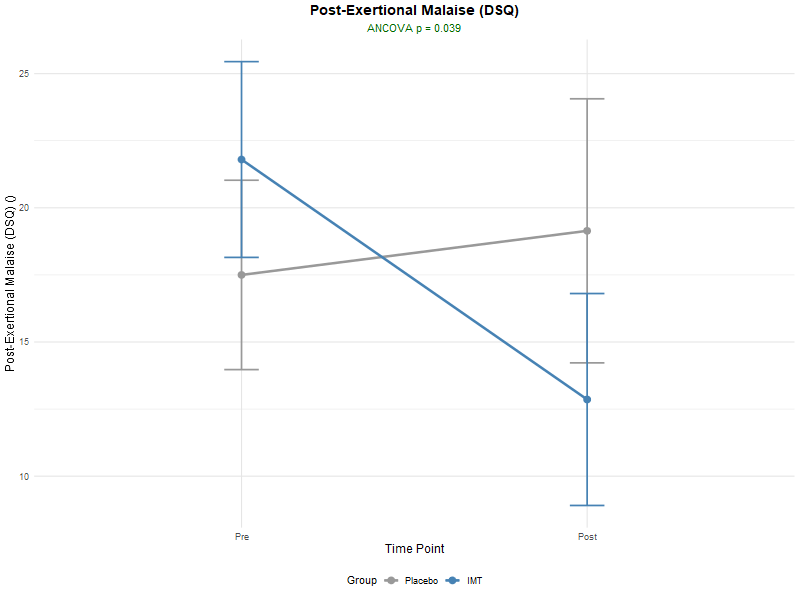 Post-Exertional Malaise (DSQ)
ANCOVA p = 0.039
Post-Exertional Malaise (DSQ) ()
25
20
15
10
Pre
Post
Time Point
Group Placebo IMT